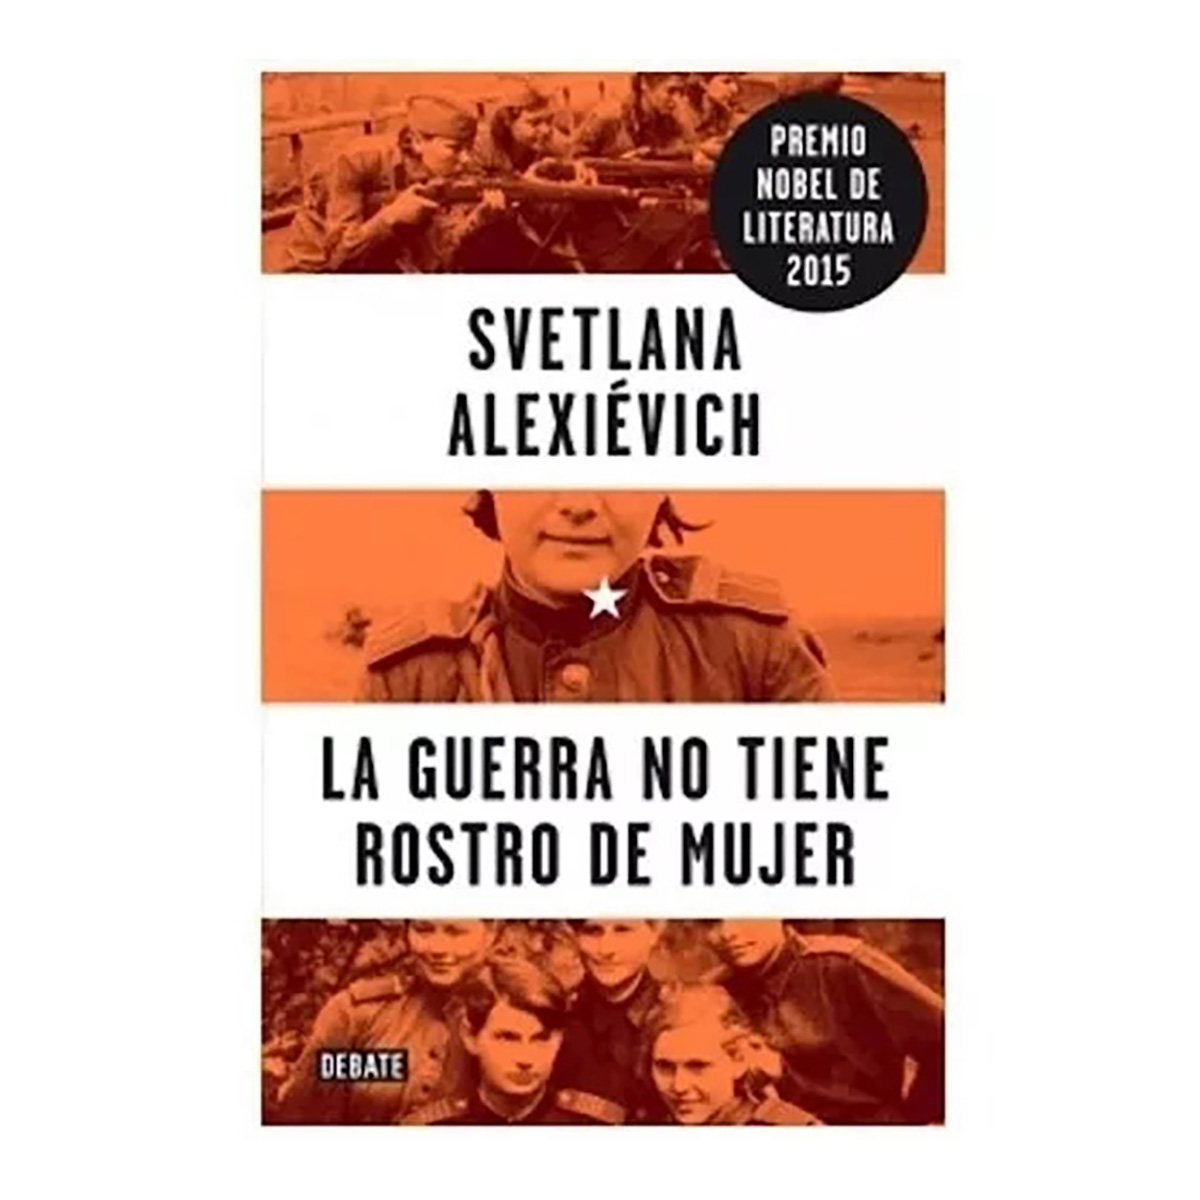 PREMIO
NOBEL DE
LITERATURA
2015
SVETLANA
ALEXIÉVICH
LA GUERRA NO TIENE
ROSTRO DE MUJER
DEBATE